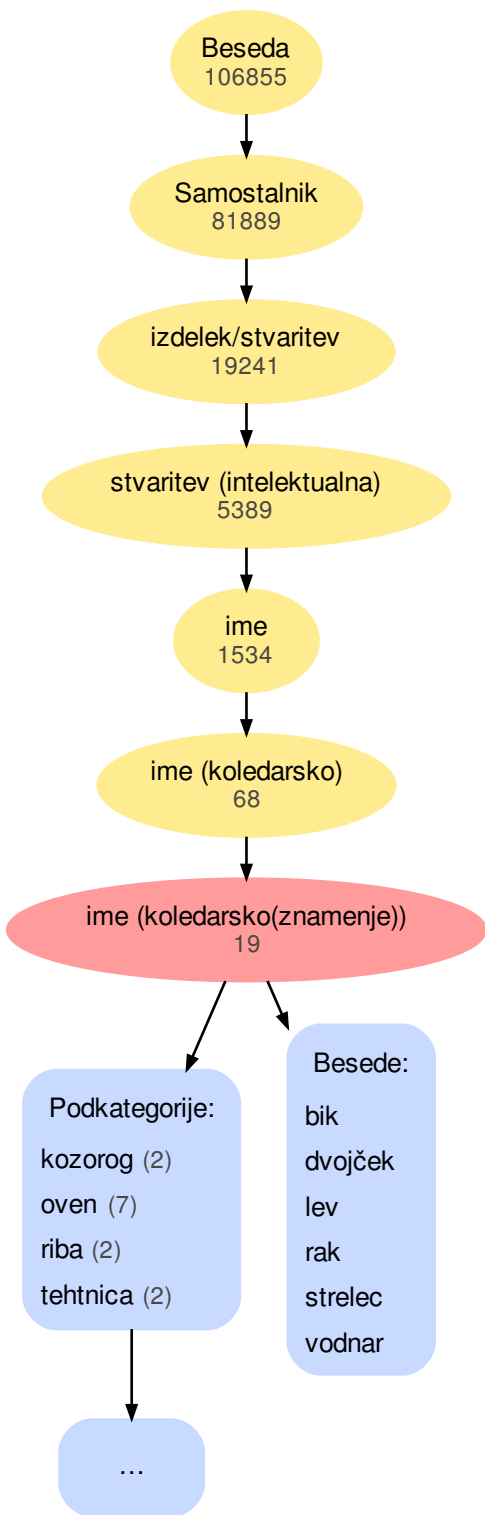 Beseda
106855
Samostalnik
81889
izdelek/stvaritev
19241
stvaritev (intelektualna)
5389
ime
1534
ime (koledarsko)
68
ime (koledarsko(znamenje))
19
Podkategorije:
kozorog (2)
oven (7)
riba (2)
tehtnica (2)
...
Besede:
bik
dvojček
lev
rak
strelec
vodnar